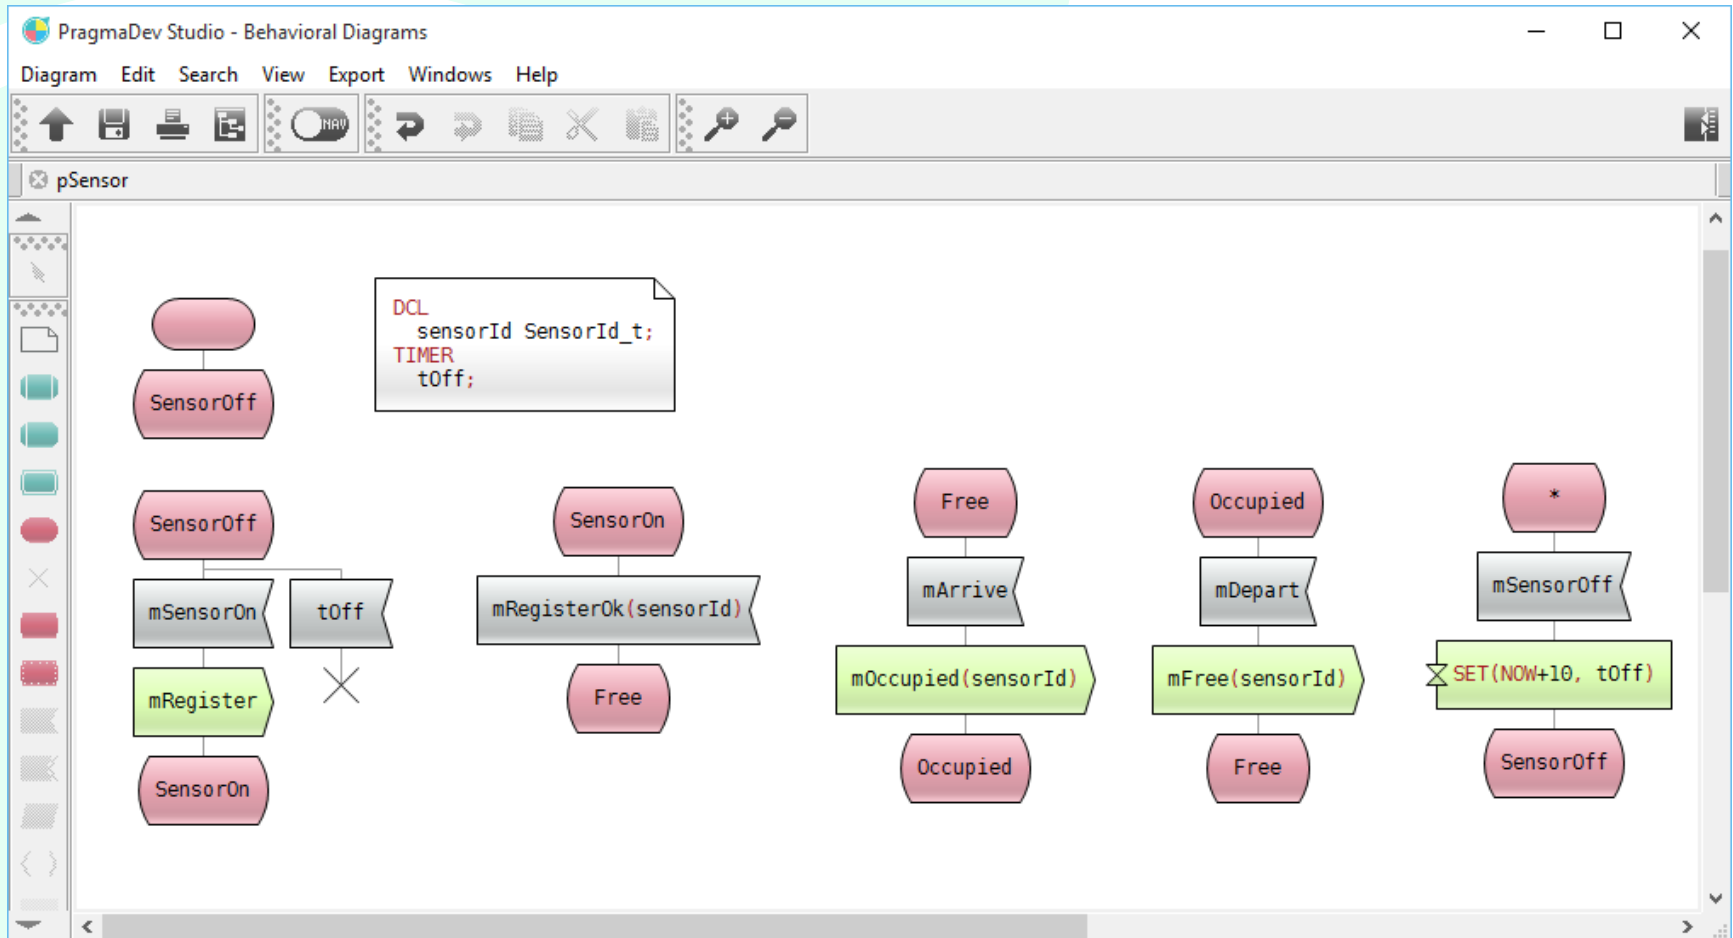 PragmaDev Studio - Behavioral Diagrams
Diagram Edit Search View Export Windows Help
NAV
pSensor
DCL
sensorId SensorId_t;
TIMER
tOff;
SensorOff
SensorOff
mSensorOn
tOff
mRegister
SensorOn
SensorOn
mRegisterOk(sensorId)
Free
Free
mArrive
mOccupied(sensorId)
Occupied
Occupied
mDepart
mFree(sensorId)
Free
*
mSensorOff
SET(NOW+10, tOff)
SensorOff